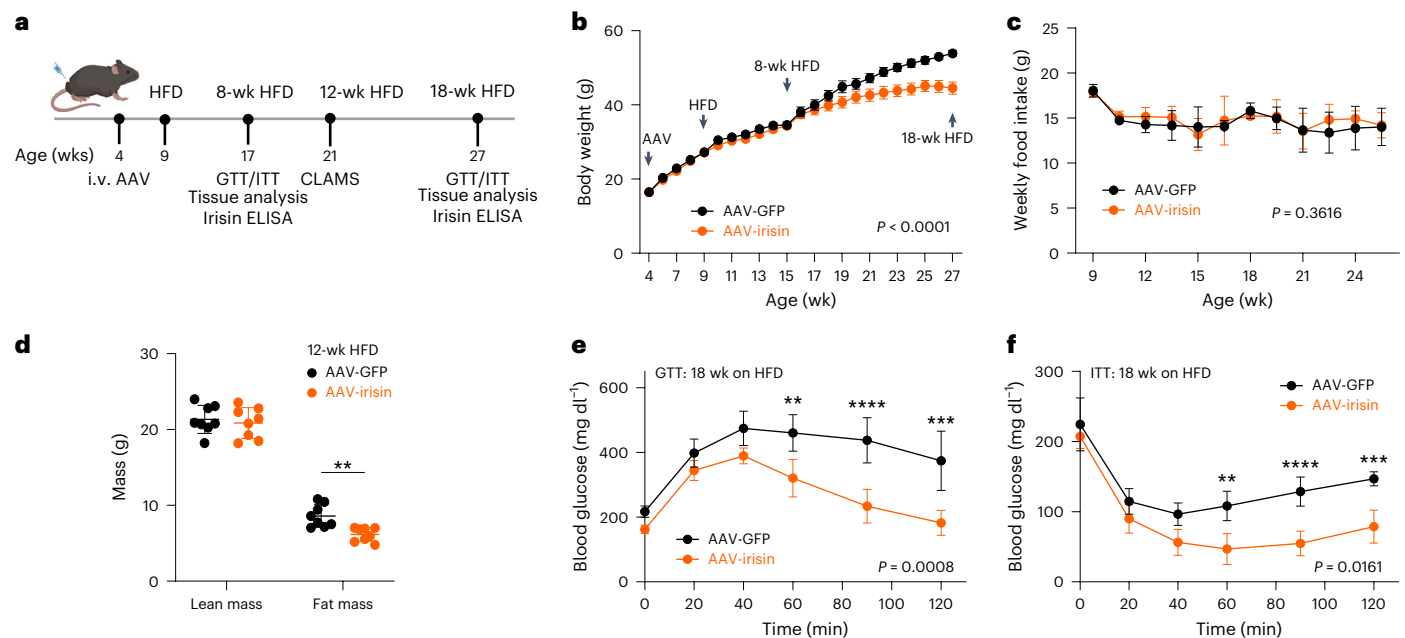 a
HFD 8-wk HFD 12-wk HFD 18-wk HFD
Age (wks) 4 9 17 21 27
i.v. AAV GTT/ITT CLAMS GTT/ITT
Tissue analysis Tissue analysis
Irisin ELISA Irisin ELISA
b
Body weight (g)
60
40
20
0
AAV
HFD
8-wk HFD
18-wk HFD
AAV-GFP
AAV-irisin
P < 0.0001
4 7 9 11 13 15 17 19 21 23 25 27
Age (wk)
c
Weekly food intake (g)
25
20
15
10
5
0
AAV-GFP
AAV-irisin
P = 0.3616
9 12 15 18 21 24
Age (wk)
d
Mass (g)
30
20
10
0
12-wk HFD
AAV-GFP
AAV-irisin
**
Lean mass Fat mass
e
Blood glucose (mg dl−1)
600
400
200
0
GTT: 18 wk on HFD
** **** ***
AAV-GFP
AAV-irisin
P = 0.0008
0 20 40 60 80 100 120
Time (min)
f
Blood glucose (mg dl−1)
300
200
100
0
ITT: 18 wk on HFD
AAV-GFP
AAV-irisin
** **** ***
P = 0.0161
0 20 40 60 80 100 120
Time (min)